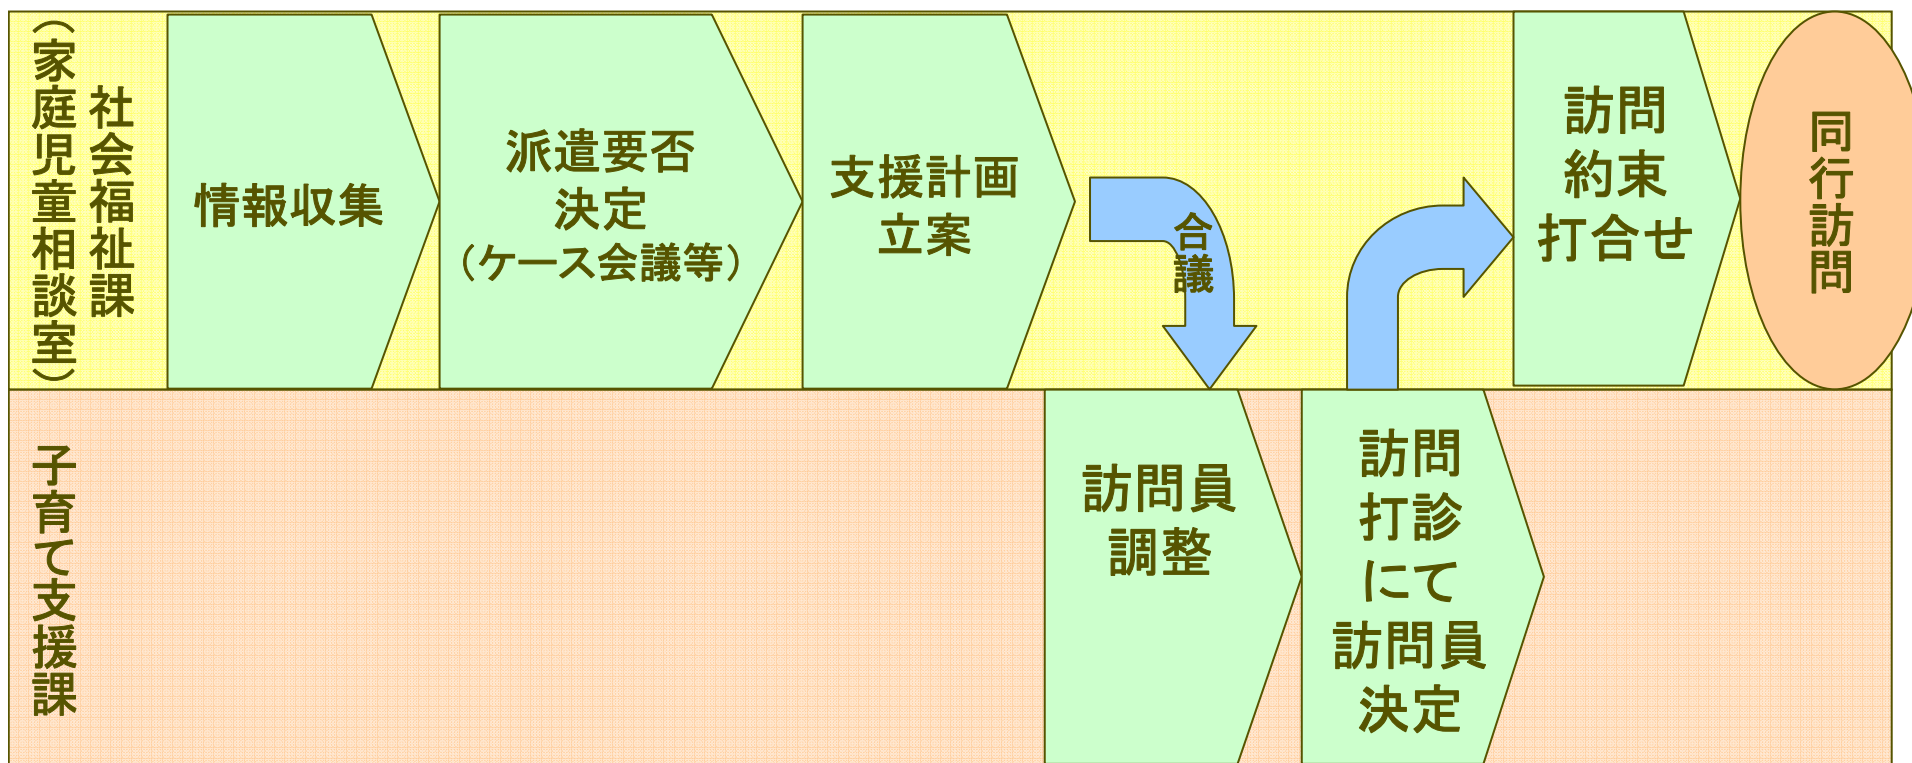 社会福祉課
（家庭児童相談室）
情報収集
派遣要否
決定
（ケース会議等）
支援計画
立案
合議
訪問
約束
打合せ
同行訪問
子育て支援課
訪問員
調整
訪問
打診
にて
訪問員
決定